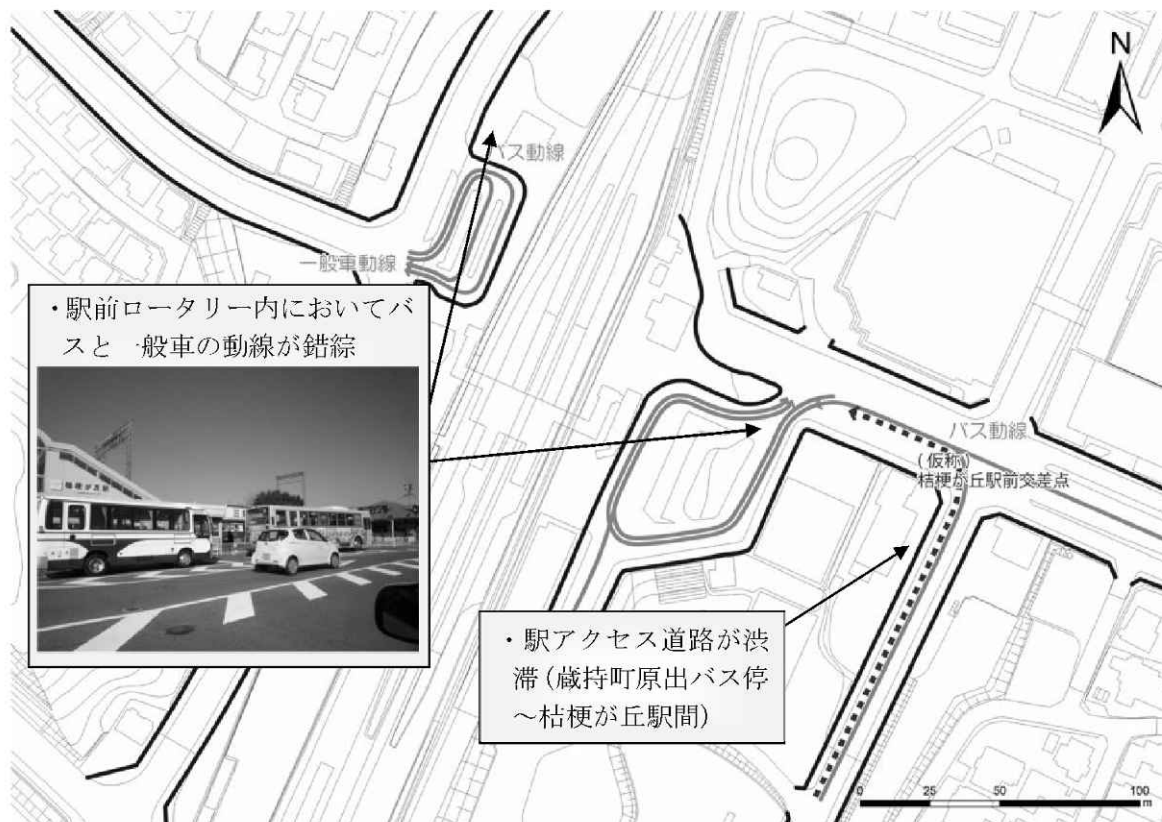 N
バス動線
一般車動線
・駅前ロータリー内においてバ
スと一般車の動線が錯綜
バス動線
(仮称)
桔梗が丘駅前交差点
・駅アクセス道路が渋
滞(蔵持町原出バス停
～桔梗が丘駅間)
0 25 50 100
m